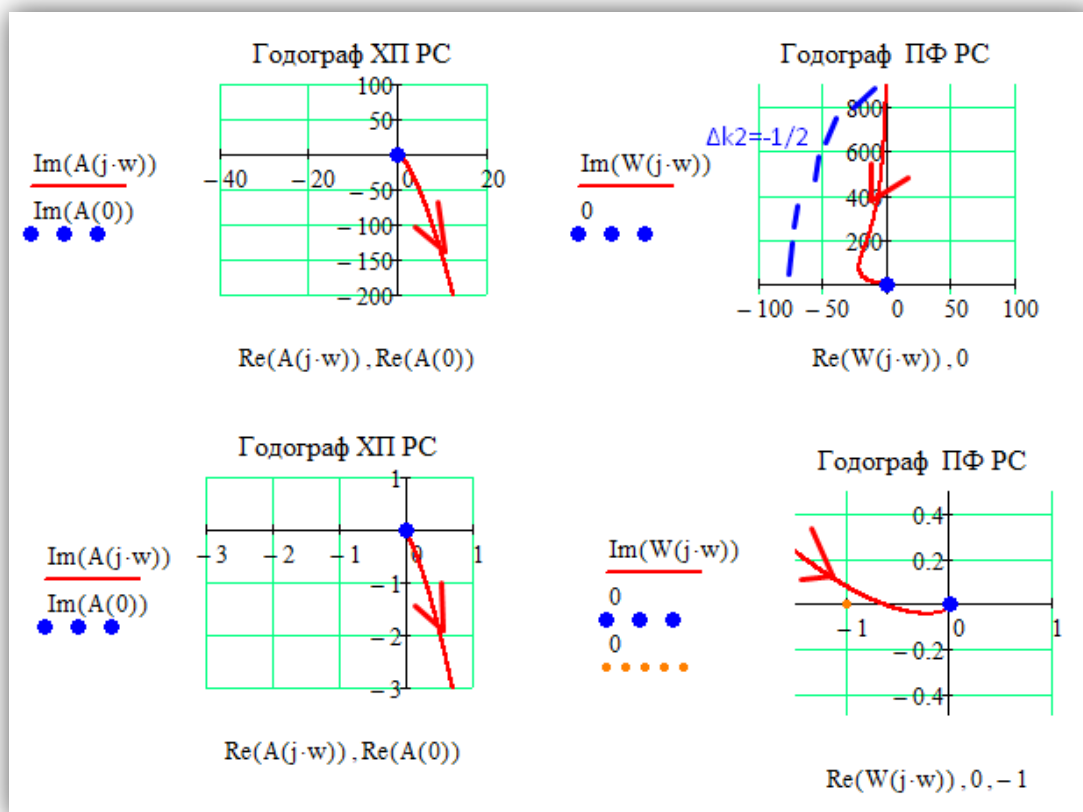 Годограф ХП РС
Im(A(j·w))
Im(A(0))
100
50
−50
−100
−150
−200
−40 −20 0 20
Re(A(j·w)),Re(A(0))
Годограф ПФ РС
Δk2=-1/2
Im(W(j·w))
0
800
600
400
200
−100 −50 0 50 100
Re(W(j·w)),0
Годограф ХП РС
Im(A(j·w))
Im(A(0))
1
−3 −2 −1 0 1
−1
−2
−3
Re(A(j·w)),Re(A(0))
Годограф ПФ РС
Im(W(j·w))
0
0
0.4
0.2
−1 0 1
−0.2
−0.4
Re(W(j·w)),0,−1